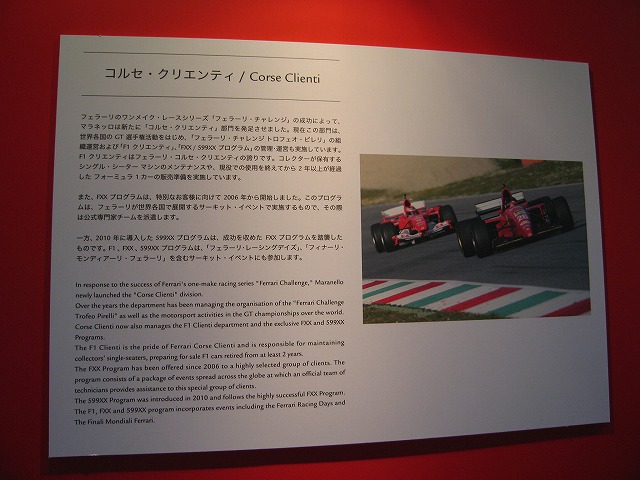 コルセ・クリエンティ / Corse Clienti
フェラーリのワンメイク・レースシリーズ「フェラーリ・チャレンジ」の成功によって、
マラネッロは新たに「コルセ・クリエンティ」部門を発足させました。現在この部門は、
世界各国の GT 選手権活動をはじめ、「フェラーリ・チャレンジ トロフェオ・ピレリ」の組
織運営および「F1 クリエンティ」、「FXX / 599XX プログラム」の管理・運営も実施しています。
F1 クリエンティはフェラーリ・コルセ・クリエンティの誇りです。コレクターが保有する
シングル・シーター マシンのメンテナンスや、現役での使用を終えてから 2 年以上が経過
した フォーミュラ 1 カーの販売準備を実施しています。
また、FXX プログラムは、特別なお客様に向けて 2006 年から開始しました。このプログラ
ムは、フェラーリが世界各国で展開するサーキット・イベントで実施するもので、その際
は公式専門家チームを派遣します。
一方、2010 年に導入した 599XX プログラムは、成功を収めた FXX プログラムを踏襲した
ものです。F1、FXX、599XX プログラムは、「フェラーリ・レーシングデイズ」、「フィナーリ・
モンディアーリ・フェラーリ」を含むサーキット・イベントにも参加します。
In response to the success of Ferrari's one-make racing series "Ferrari Challenge," Maranello
newly launched the "Corse Clienti" division.
Over the years the department has been managing the organisation of the "Ferrari Challenge
Trofeo Pirelli" as well as the motorsport activities in the GT championships over the world.
Corse Clienti now also manages the F1 Clienti department and the exclusive FXX and 599XX
Programs.
The F1 Clienti is the pride of Ferrari Corse Clienti and is responsible for maintaining
collectors' single-seaters, preparing for sale F1 cars retired from at least 2 years.
The FXX Program has been offered since 2006 to a highly selected group of clients. The
program consists of a package of events spread across the globe at which an official team of
technicians provides assistance to this special group of clients.
The 599XX Program was introduced in 2010 and follows the highly successful FXX Program.
The F1, FXX and 599XX program incorporates events including the Ferrari Racing Days and
The Finali Mondiali Ferrari.